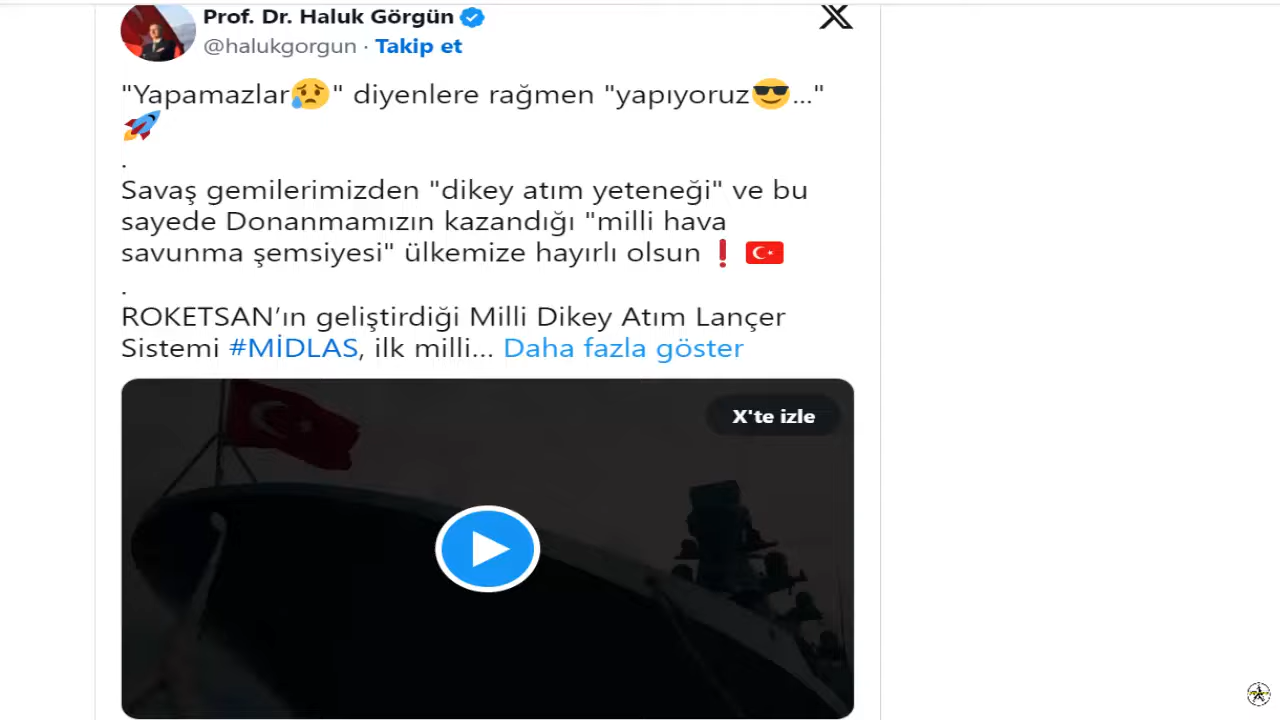 Prof. Dr. Haluk Görgün
@halukgorgun · Takip et
"Yapamazlar😥" diyenlere rağmen "yapıyoruz😎..."
🚀
.
Savaş gemilerimizden "dikey atım yeteneği" ve bu
sayede Donanmamızın kazandığı "milli hava
savunma şemsiyesi" ülkemize hayırlı olsun❗🇹🇷
.
ROKETSAN’ın geliştirdiği Milli Dikey Atım Lançer
Sistemi #MİDLAS, ilk milli... Daha fazla göster
X'te izle